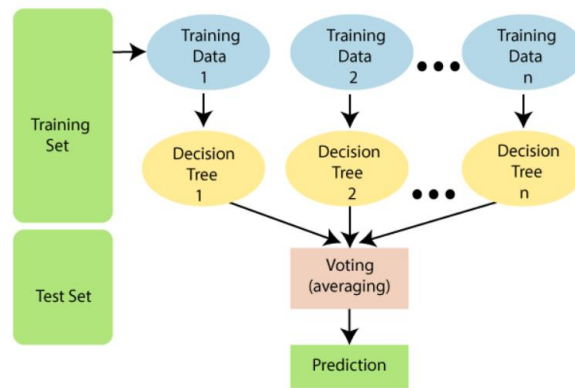 Training
Set
Test Set
Training
Data
1
Training
Data
2
Training
Data
n
Decision
Tree
1
Decision
Tree
2
Decision
Tree
n
Voting
(averaging)
Prediction